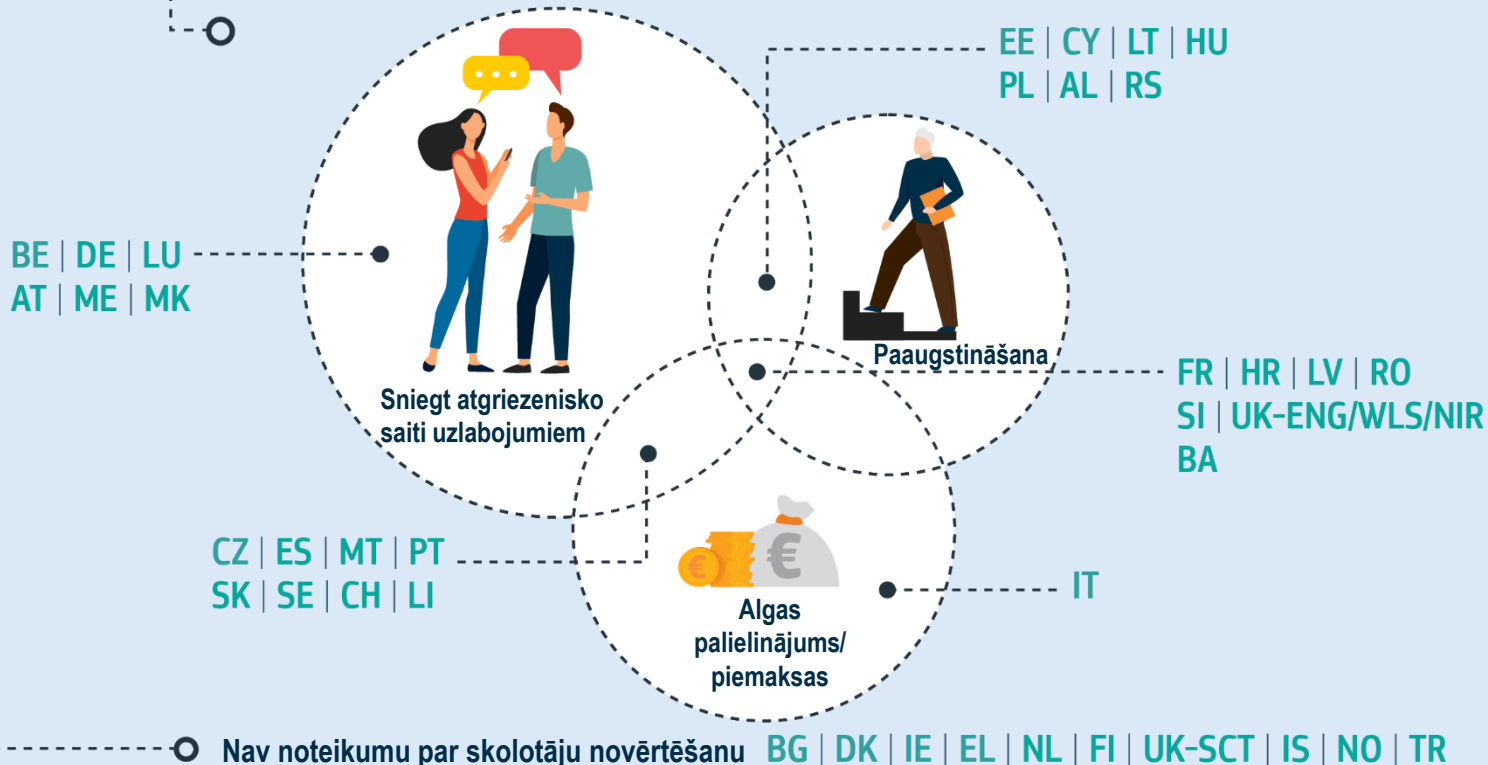 EE | CY | LT | HU
PL | AL | RS
BE | DE | LU
AT | ME | MK
Paaugstināšana
FR | HR | LV | RO
SI | UK-ENG/WLS/NIR
BA
Sniegt atgriezenisko
saiti uzlabojumiem
CZ | ES | MT | PT
SK | SE | CH | LI
€ €
IT
Algas
palielinājums/
piemaksas
Nav noteikumu par skolotāju novērtēšanu BG | DK | IE | EL | NL | FI | UK-SCT | IS | NO | TR